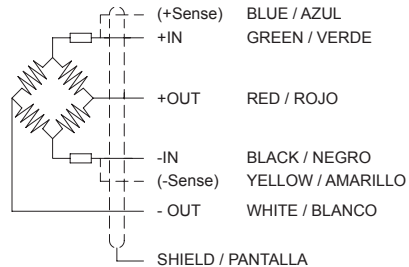 (+Sense) BLUE / AZUL
+IN GREEN / VERDE
+OUT RED / ROJO
-IN BLACK / NEGRO
(-Sense) YELLOW / AMARILLO
- OUT WHITE / BLANCO
SHIELD / PANTALLA